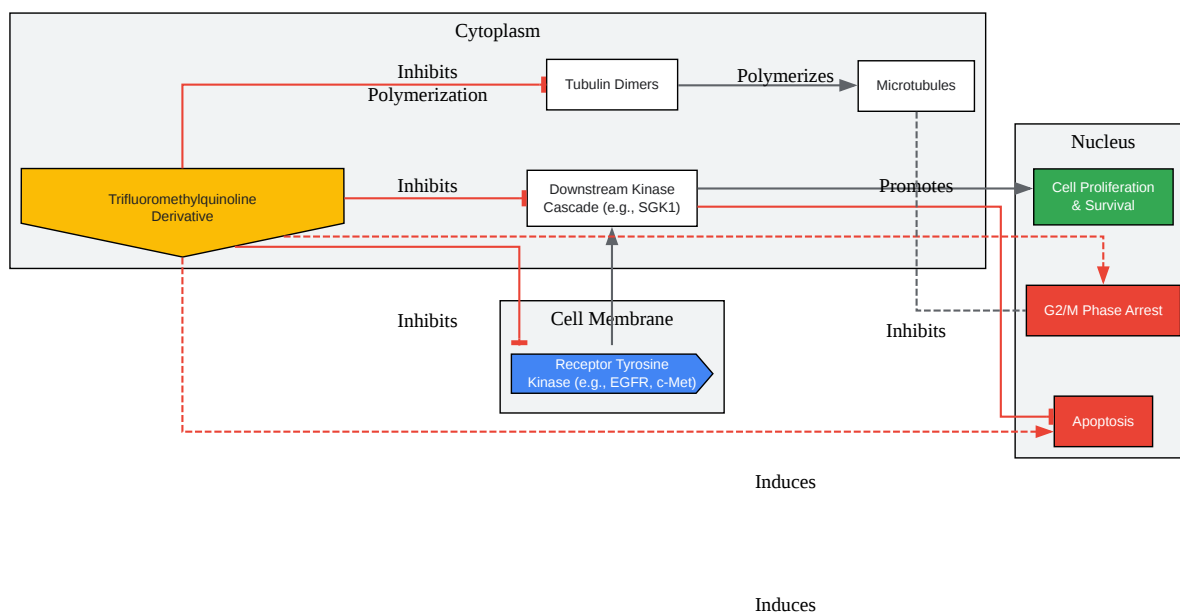 Cytoplasm
Inhibits
Polymerization
Tubulin Dimers
Polymerizes
Microtubules
Nucleus
Trifluoromethylquinoline
Derivative
Inhibits
Downstream Kinase
Cascade (e.g., SGK1)
Promotes
Cell Proliferation
& Survival
Inhibits
Cell Membrane
Receptor Tyrosine
Kinase (e.g., EGFR, c-Met)
Inhibits
G2/M Phase Arrest
Apoptosis
Induces
Induces